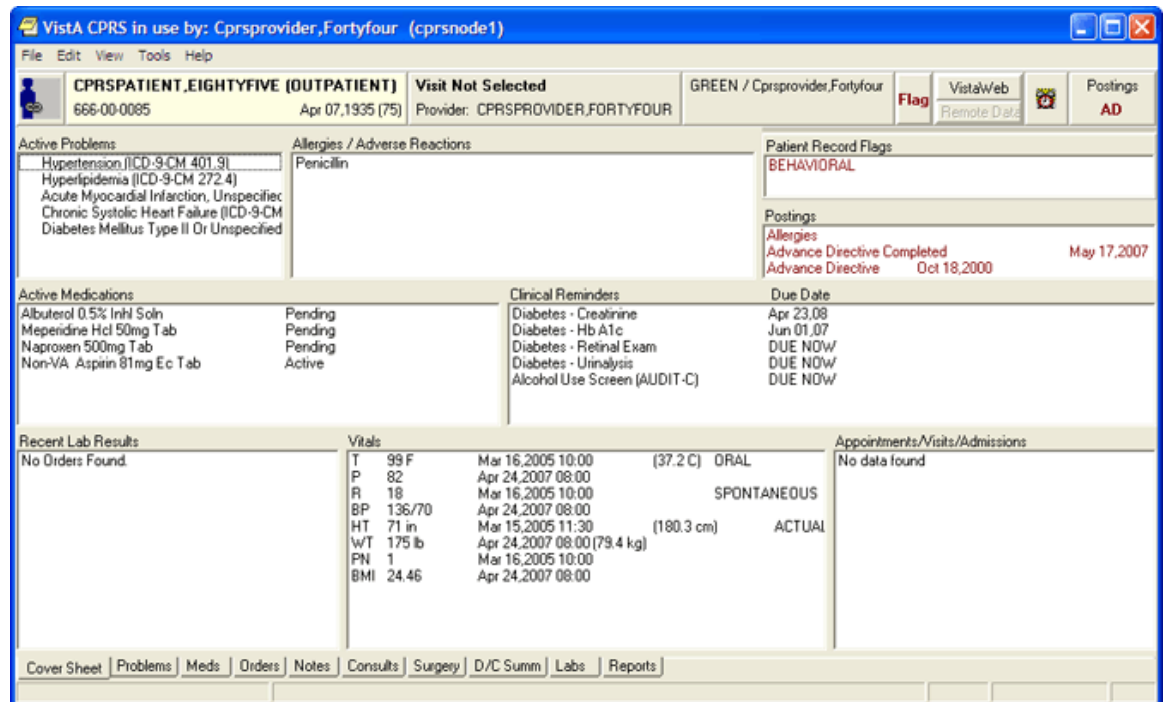 VistA CPRS in use by: Cprsprovider,Fortyfour (cprsnode1)
File Edit View Tools Help
CPRSPATIENT,EIGHTYFIVE (OUTPATIENT)
666-00-0085 Apr 07,1935 (75)
Visit Not Selected
Provider: CPRSPROVIDER,FORTYFOUR
GREEN / Cprsprovider,Fortyfour
Flag
VistaWeb
Remote Data
Postings
AD
Active Problems
Hypertension (ICD-9-CM 401.9)
Hyperlipidemia (ICD-9-CM 272.4)
Acute Myocardial Infarction, Unspecified
Chronic Systolic Heart Failure (ICD-9-CM
Diabetes Mellitus Type II Or Unspecified
Allergies / Adverse Reactions
Penicillin
Patient Record Flags
BEHAVIORAL
Postings
Allergies
Advance Directive Completed May 17,2007
Advance Directive Oct 18,2000
Active Medications
Albuterol 0.5% Inhl Soln Pending
Meperidine Hcl 50mg Tab Pending
Naproxen 500mg Tab Pending
Non-VA Aspirin 81mg Ec Tab Active
Clinical Reminders Due Date
Diabetes - Creatinine Apr 23,08
Diabetes - Hb A1c Jun 01,07
Diabetes - Retinal Exam DUE NOW
Diabetes - Urinalysis DUE NOW
Alcohol Use Screen (AUDIT-C) DUE NOW
Recent Lab Results
No Orders Found.
Vitals
T 99 F Mar 16,2005 10:00 (37.2 C) ORAL
P 82 Apr 24,2007 08:00
R 18 Mar 16,2005 10:00 SPONTANEOUS
BP 136/70 Apr 24,2007 08:00
HT 71 in Mar 15,2005 11:30 (180.3 cm) ACTUAL
WT 175 lb Apr 24,2007 08:00 (79.4 kg)
PN 1 Mar 16,2005 10:00
BMI 24.46 Apr 24,2007 08:00
Appointments/Visits/Admissions
No data found
Cover Sheet Problems Meds Orders Notes Consults Surgery D/C Summ Labs Reports